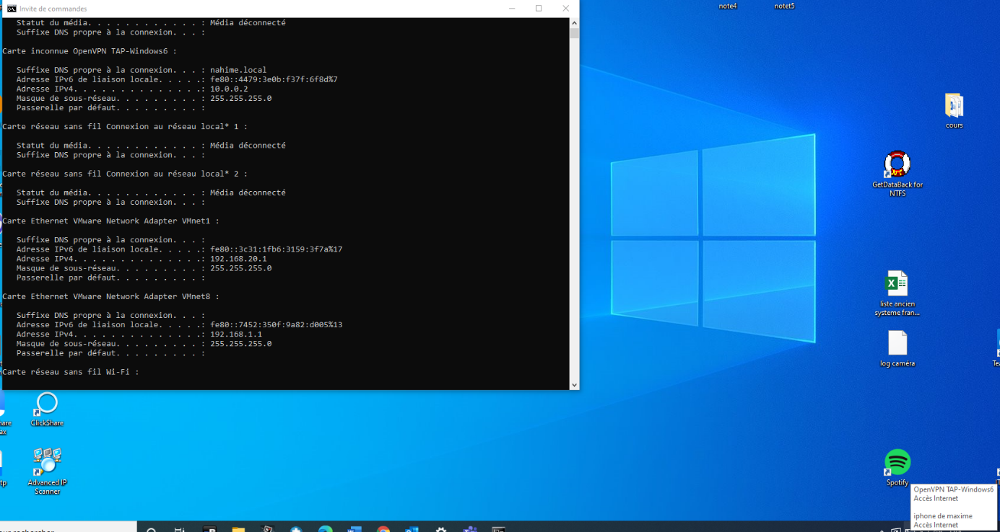 Invite de commandes
Statut du média. . . . . . . . . . . . : Média déconnecté
Suffixe DNS propre à la connexion. . . :
Carte inconnue OpenVPN TAP-Windows6 :
Suffixe DNS propre à la connexion. . . : nahime.local
Adresse IPv6 de liaison locale. . . . .: fe80::4479:3e0b:f37f:6f8d%7
Adresse IPv4. . . . . . . . . . . . . .: 10.0.0.2
Masque de sous-réseau. . . . . . . . . : 255.255.255.0
Passerelle par défaut. . . . . . . . . :
Carte réseau sans fil Connexion au réseau local* 1 :
Statut du média. . . . . . . . . . . . : Média déconnecté
Suffixe DNS propre à la connexion. . . :
Carte réseau sans fil Connexion au réseau local* 2 :
Statut du média. . . . . . . . . . . . : Média déconnecté
Suffixe DNS propre à la connexion. . . :
Carte Ethernet VMware Network Adapter VMnet1 :
Suffixe DNS propre à la connexion. . . :
Adresse IPv6 de liaison locale. . . . .: fe80::3c31:1fb6:3159:3f7a%17
Adresse IPv4. . . . . . . . . . . . . .: 192.168.20.1
Masque de sous-réseau. . . . . . . . . : 255.255.255.0
Passerelle par défaut. . . . . . . . . :
Carte Ethernet VMware Network Adapter VMnet8 :
Suffixe DNS propre à la connexion. . . :
Adresse IPv6 de liaison locale. . . . .: fe80::7452:350f:9a82:d005%13
Adresse IPv4. . . . . . . . . . . . . .: 192.168.1.1
Masque de sous-réseau. . . . . . . . . : 255.255.255.0
Passerelle par défaut. . . . . . . . . :
Carte réseau sans fil Wi-Fi :
note4
notet5
cours
GetDataBack for
NTFS
liste ancien
systeme fran...
log caméra
ClickShare
Advanced IP
Scanner
Spotify
OpenVPN TAP-Windows6
Accès Internet
iphone de maxime
Accès Internet